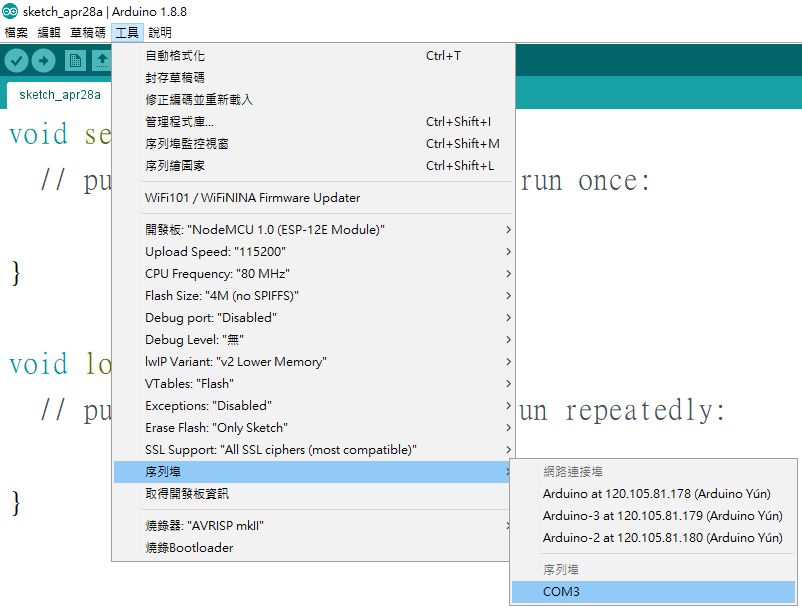 sketch_apr28a | Arduino 1.8.8
檔案 編輯 草稿碼 工具 說明
sketch_apr28a
自動格式化 Ctrl+T
封存草稿碼
修正編碼並重新載入
管理程式庫... Ctrl+Shift+I
序列埠監控視窗 Ctrl+Shift+M
序列繪圖家 Ctrl+Shift+L
WiFi101 / WiFiNINA Firmware Updater
開發板: "NodeMCU 1.0 (ESP-12E Module)"
Upload Speed: "115200"
CPU Frequency: "80 MHz"
Flash Size: "4M (no SPIFFS)"
Debug port: "Disabled"
Debug Level: "無"
lwIP Variant: "v2 Lower Memory"
VTables: "Flash"
Exceptions: "Disabled"
Erase Flash: "Only Sketch"
SSL Support: "All SSL ciphers (most compatible)"
序列埠
取得開發板資訊
燒錄器: "AVRISP mkII"
燒錄Bootloader
網路連接埠
Arduino at 120.105.81.178 (Arduino Yún)
Arduino-3 at 120.105.81.179 (Arduino Yún)
Arduino-2 at 120.105.81.180 (Arduino Yún)
序列埠
COM3
void se
// pu run once:
}
void lo
// pu un repeatedly:
}